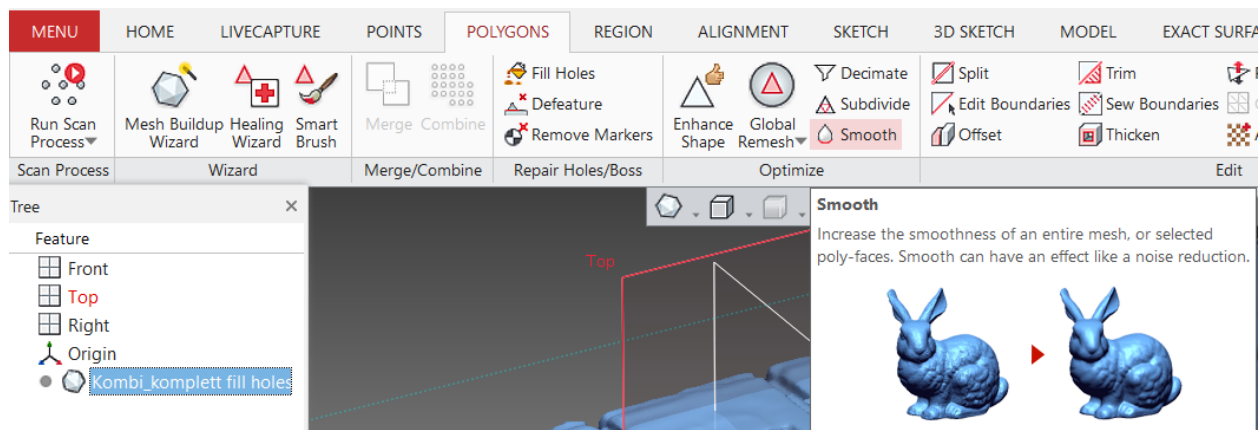 MENU HOME LIVECAPTURE POINTS POLYGONS REGION ALIGNMENT SKETCH 3D SKETCH MODEL EXACT SURFA
Run Scan Process
Mesh Buildup Wizard
Healing Wizard
Smart Brush
Merge
Combine
Fill Holes
Defeature
Remove Markers
Enhance Shape
Global Remesh
Decimate
Subdivide
Smooth
Split
Edit Boundaries
Offset
Trim
Sew Boundaries
Thicken
Scan Process Wizard Merge/Combine Repair Holes/Boss Optimize Edit
Tree
Feature
Front
Top
Right
Origin
Kombi_komplett fill holes
Top
Smooth
Increase the smoothness of an entire mesh, or selected
poly-faces. Smooth can have an effect like a noise reduction.